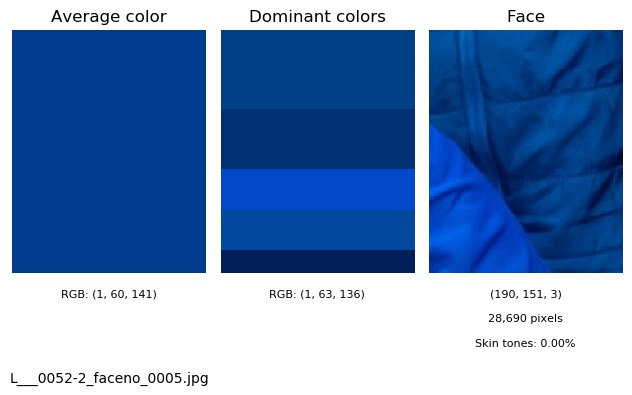 Average color
Dominant colors
Face
RGB: (1, 60, 141)
RGB: (1, 63, 136)
(190, 151, 3)
28,690 pixels
Skin tones: 0.00%
L___0052-2_faceno_0005.jpg